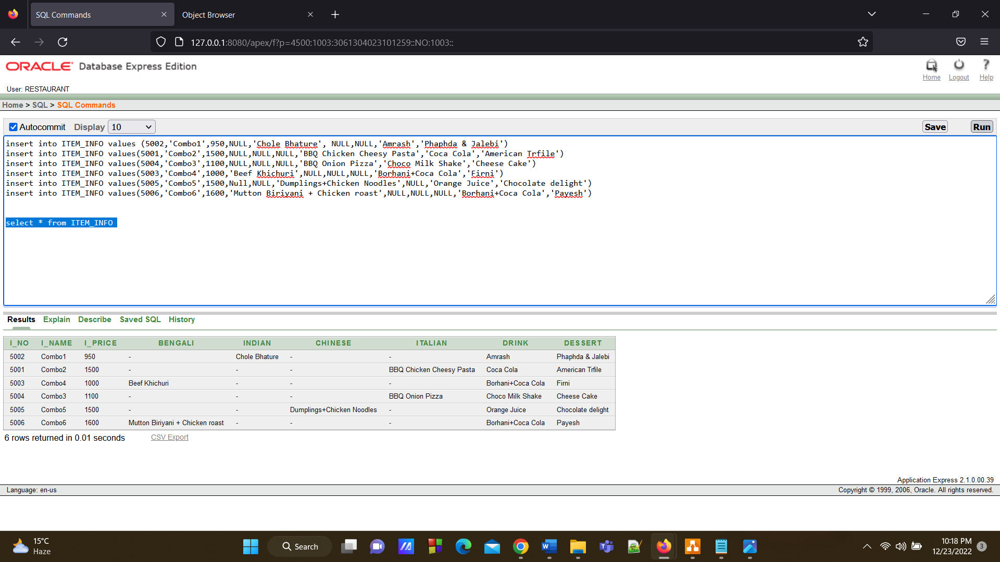 SQL Commands
Object Browser
127.0.0.1:8080/apex/f?p=4500:1003:3061304023101259::NO:1003::
ORACLE Database Express Edition
Home Logout Help
User: RESTAURANT
Home > SQL > SQL Commands
Autocommit Display 10 Save Run
insert into ITEM_INFO values (5002,'Combo1',950,NULL,'Chole Bhature', NULL,NULL,'Amrash','Phaphda & Jalebi')
insert into ITEM_INFO values(5001,'Combo2',1500,NULL,NULL,NULL,'BBQ Chicken Cheesy Pasta','Coca Cola','American Trfile')
insert into ITEM_INFO values(5004,'Combo3',1100,NULL,NULL,NULL,'BBQ Onion Pizza','Choco Milk Shake','Cheese Cake')
insert into ITEM_INFO values(5003,'Combo4',1000,'Beef Khichuri',NULL,NULL,NULL,'Borhani+Coca Cola','Firni')
insert into ITEM_INFO values(5005,'Combo5',1500,Null,NULL,'Dumplings+Chicken Noodles',NULL,'Orange Juice','Chocolate delight')
insert into ITEM_INFO values(5006,'Combo6',1600,'Mutton Biriyani + Chicken roast',NULL,NULL,NULL,'Borhani+Coca Cola','Payesh')
select * from ITEM_INFO
Results Explain Describe Saved SQL History
I_NO I_NAME I_PRICE BENGALI INDIAN CHINESE ITALIAN DRINK DESSERT
5002 Combo1 950 - Chole Bhature - - Amrash Phaphda & Jalebi
5001 Combo2 1500 - - - BBQ Chicken Cheesy Pasta Coca Cola American Trfile
5003 Combo4 1000 Beef Khichuri - - - Borhani+Coca Cola Firni
5004 Combo3 1100 - - - BBQ Onion Pizza Choco Milk Shake Cheese Cake
5005 Combo5 1500 - - Dumplings+Chicken Noodles - Orange Juice Chocolate delight
5006 Combo6 1600 Mutton Biriyani + Chicken roast - - - Borhani+Coca Cola Payesh
6 rows returned in 0.01 seconds CSV Export
Application Express 2.1.0.00.39
Language: en-us Copyright © 1999, 2006, Oracle. All rights reserved.
15°C
Haze
Search
10:18 PM
12/23/2022
3